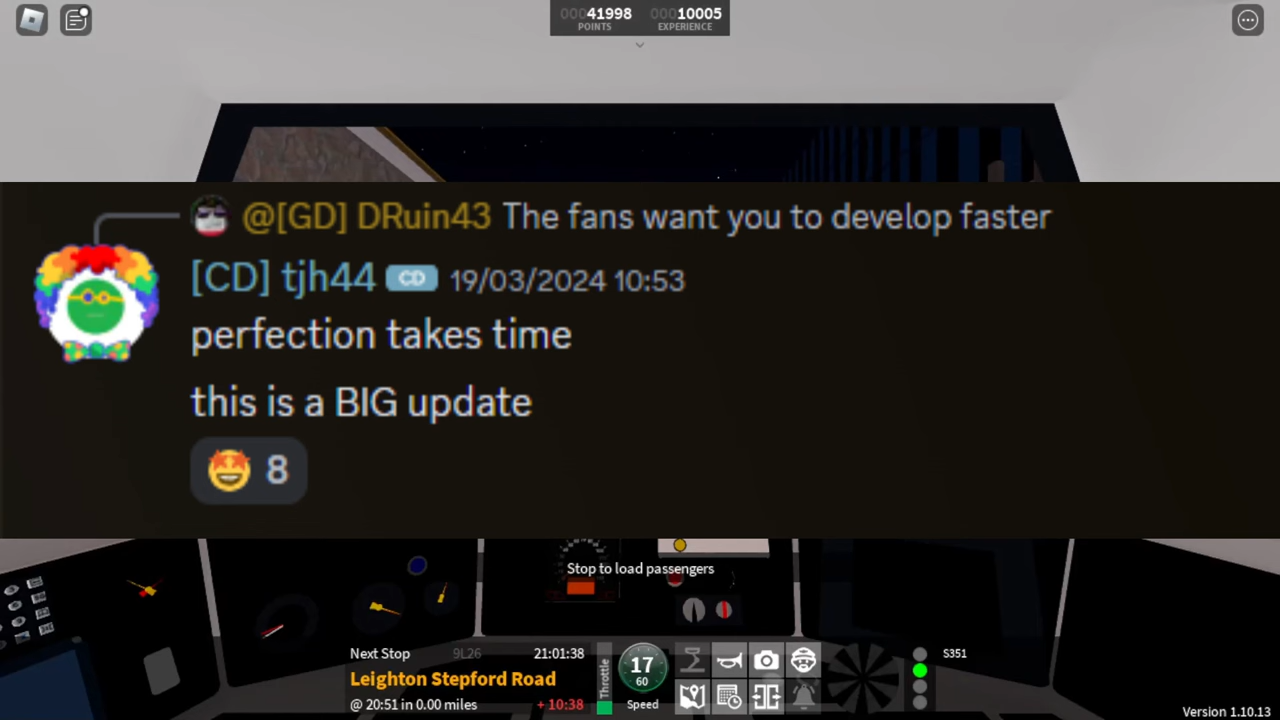 00041998
POINTS
00010005
EXPERIENCE
@[GD] DRuin43 The fans want you to develop faster
[CD] tjh44 CD 19/03/2024 10:53
perfection takes time
this is a BIG update
8
Stop to load passengers
Next Stop 9L26 21:01:38
Leighton Stepford Road
@ 20:51 in 0.00 miles + 10:38
Throttle
17
60
Speed
S351
Version 1.10.13